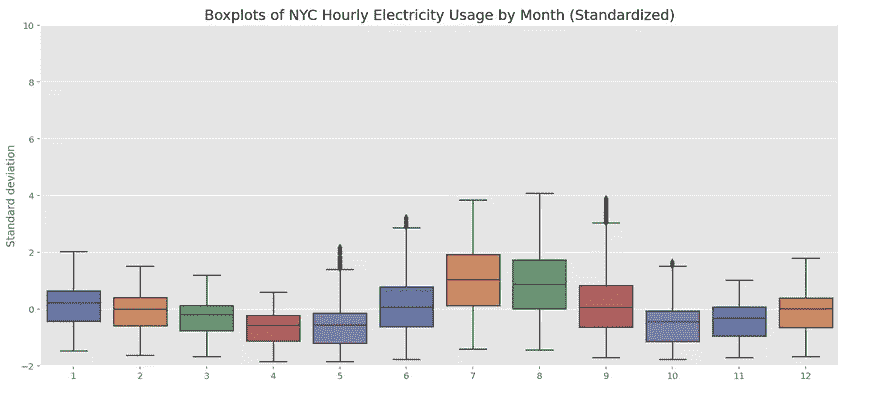 Boxplots of NYC Hourly Electricity Usage by Month (Standardized)
Standard deviation
10
8
6
4
2
0
−2
1 2 3 4 5 6 7 8 9 10 11 12